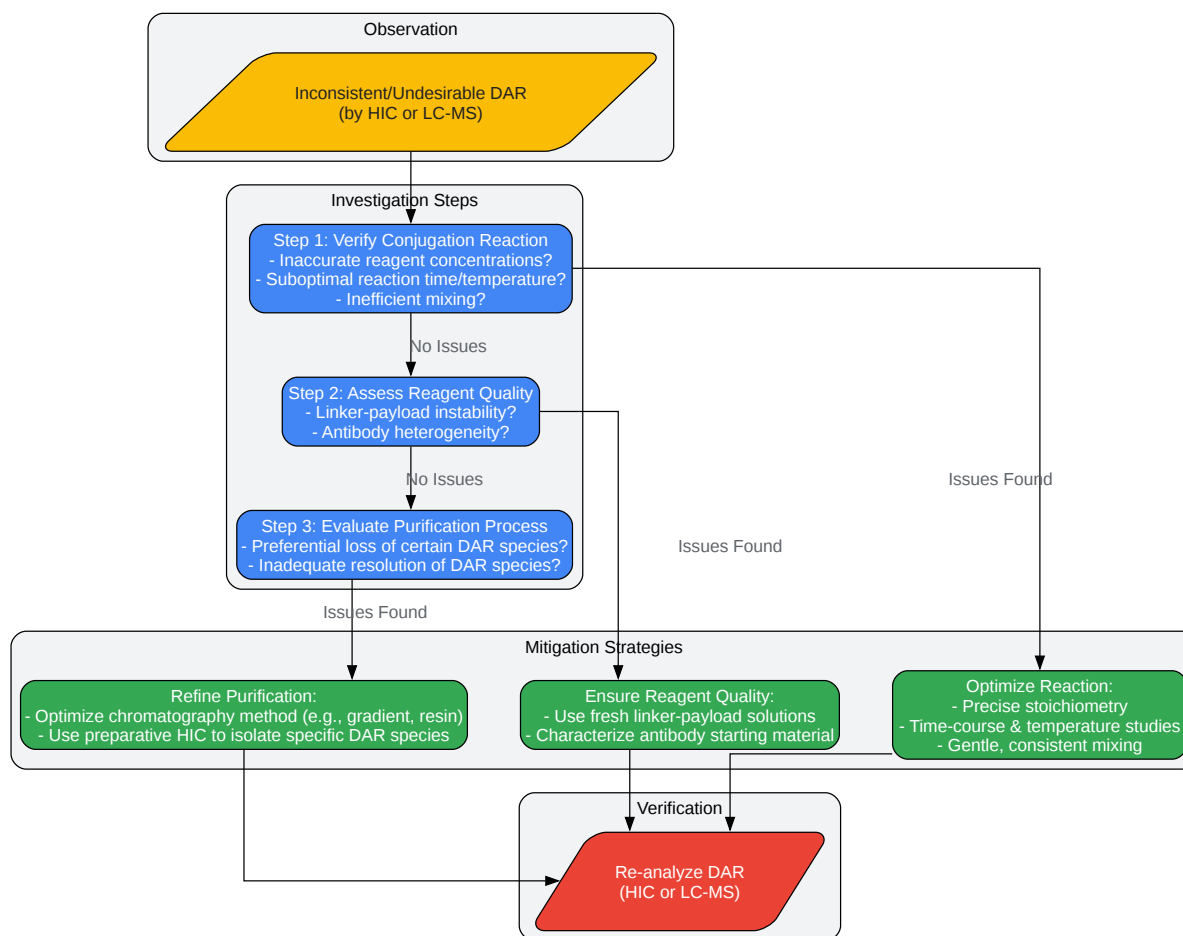 Observation
Inconsistent/Undesirable DAR
(by HIC or LC-MS)
Investigation Steps
Step 1: Verify Conjugation Reaction
- Inaccurate reagent concentrations?
- Suboptimal reaction time/temperature?
- Inefficient mixing?
No Issues
Step 2: Assess Reagent Quality
- Linker-payload instability?
- Antibody heterogeneity?
No Issues
Issues Found
Step 3: Evaluate Purification Process
- Preferential loss of certain DAR species?
- Inadequate resolution of DAR species?
Issues Found
Issues Found
Mitigation Strategies
Refine Purification:
- Optimize chromatography method (e.g., gradient, resin)
- Use preparative HIC to isolate specific DAR species
Ensure Reagent Quality:
- Use fresh linker-payload solutions
- Characterize antibody starting material
Optimize Reaction:
- Precise stoichiometry
- Time-course & temperature studies
- Gentle, consistent mixing
Verification
Re-analyze DAR
(HIC or LC-MS)